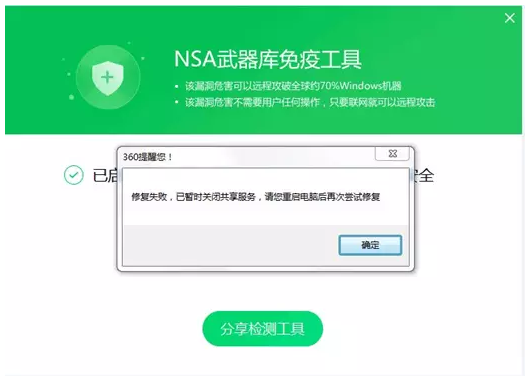 NSA武器库免疫工具
• 该漏洞危害可以远程攻破全球约70%Windows机器
• 该漏洞危害不需要用户任何操作，只要联网就可以远程攻击
360提醒您！
已启
安全
修复失败，已暂时关闭共享服务，请您重启电脑后再次尝试修复
确定
分享检测工具